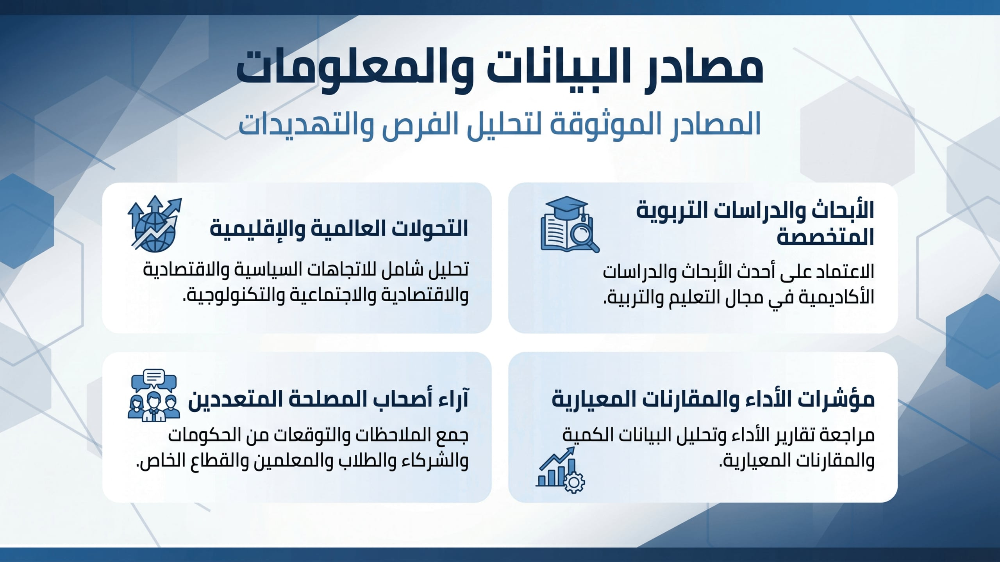 مصادر البيانات والمعلومات
المصادر الموثوقة لتحليل الفرص والتهديدات
الأبحاث والدراسات التربوية
المتخصصة
الاعتماد على أحدث الأبحاث والدراسات
الأكاديمية في مجال التعليم والتربية.
التحولات العالمية والإقليمية
تحليل شامل للاتجاهات السياسية والاقتصادية
والاقتصادية والاجتماعية والتكنولوجية.
مؤشرات الأداء والمقارنات المعيارية
مراجعة تقارير الأداء وتحليل البيانات الكمية
والمقارنات المعيارية.
آراء أصحاب المصلحة المتعددين
جمع الملاحظات والتوقعات من الحكومات
والشركاء والطلاب والمعلمين والقطاع الخاص.